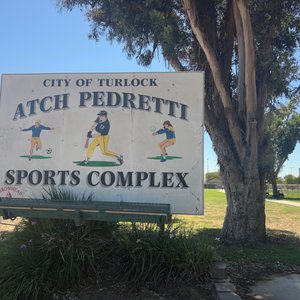 CITY OF TURLOCK
ATCH PEDRETTI
SPORTS COMPLEX